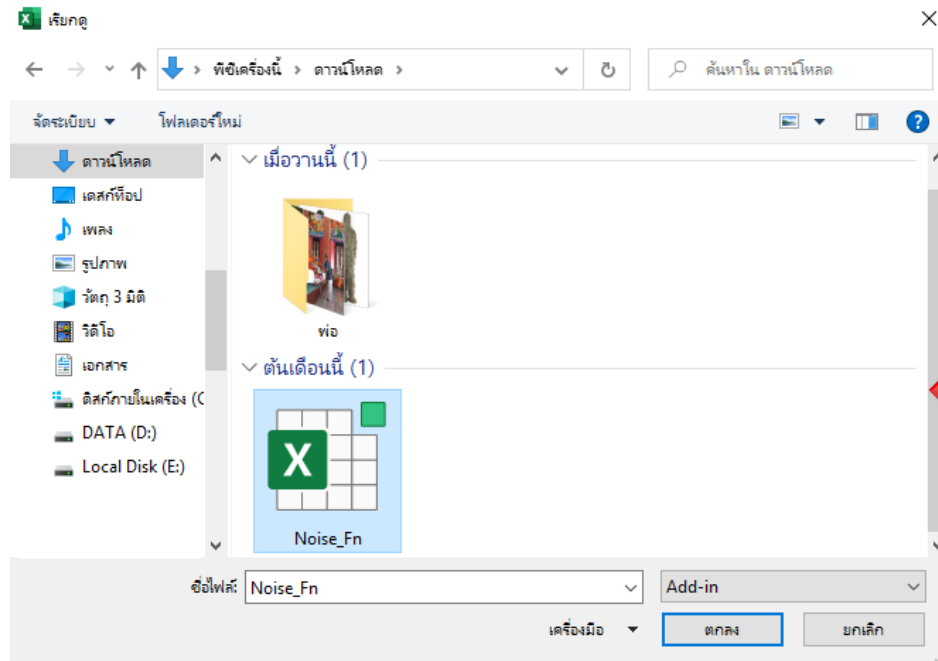 เรียกดู
พีซีเครื่องนี้ › ดาวน์โหลด ›
ค้นหาใน ดาวน์โหลด
จัดระเบียบ
โฟลเดอร์ใหม่
ดาวน์โหลด
เดสก์ท็อป
เพลง
รูปภาพ
วัตถุ 3 มิติ
วิดีโอ
เอกสาร
ดิสก์ภายในเครื่อง (C
DATA (D:)
Local Disk (E:)
เมื่อวานนี้ (1)
พ่อ
ต้นเดือนนี้ (1)
Noise_Fn
ชื่อไฟล์: Noise_Fn
Add-in
เครื่องมือ
ตกลง
ยกเลิก